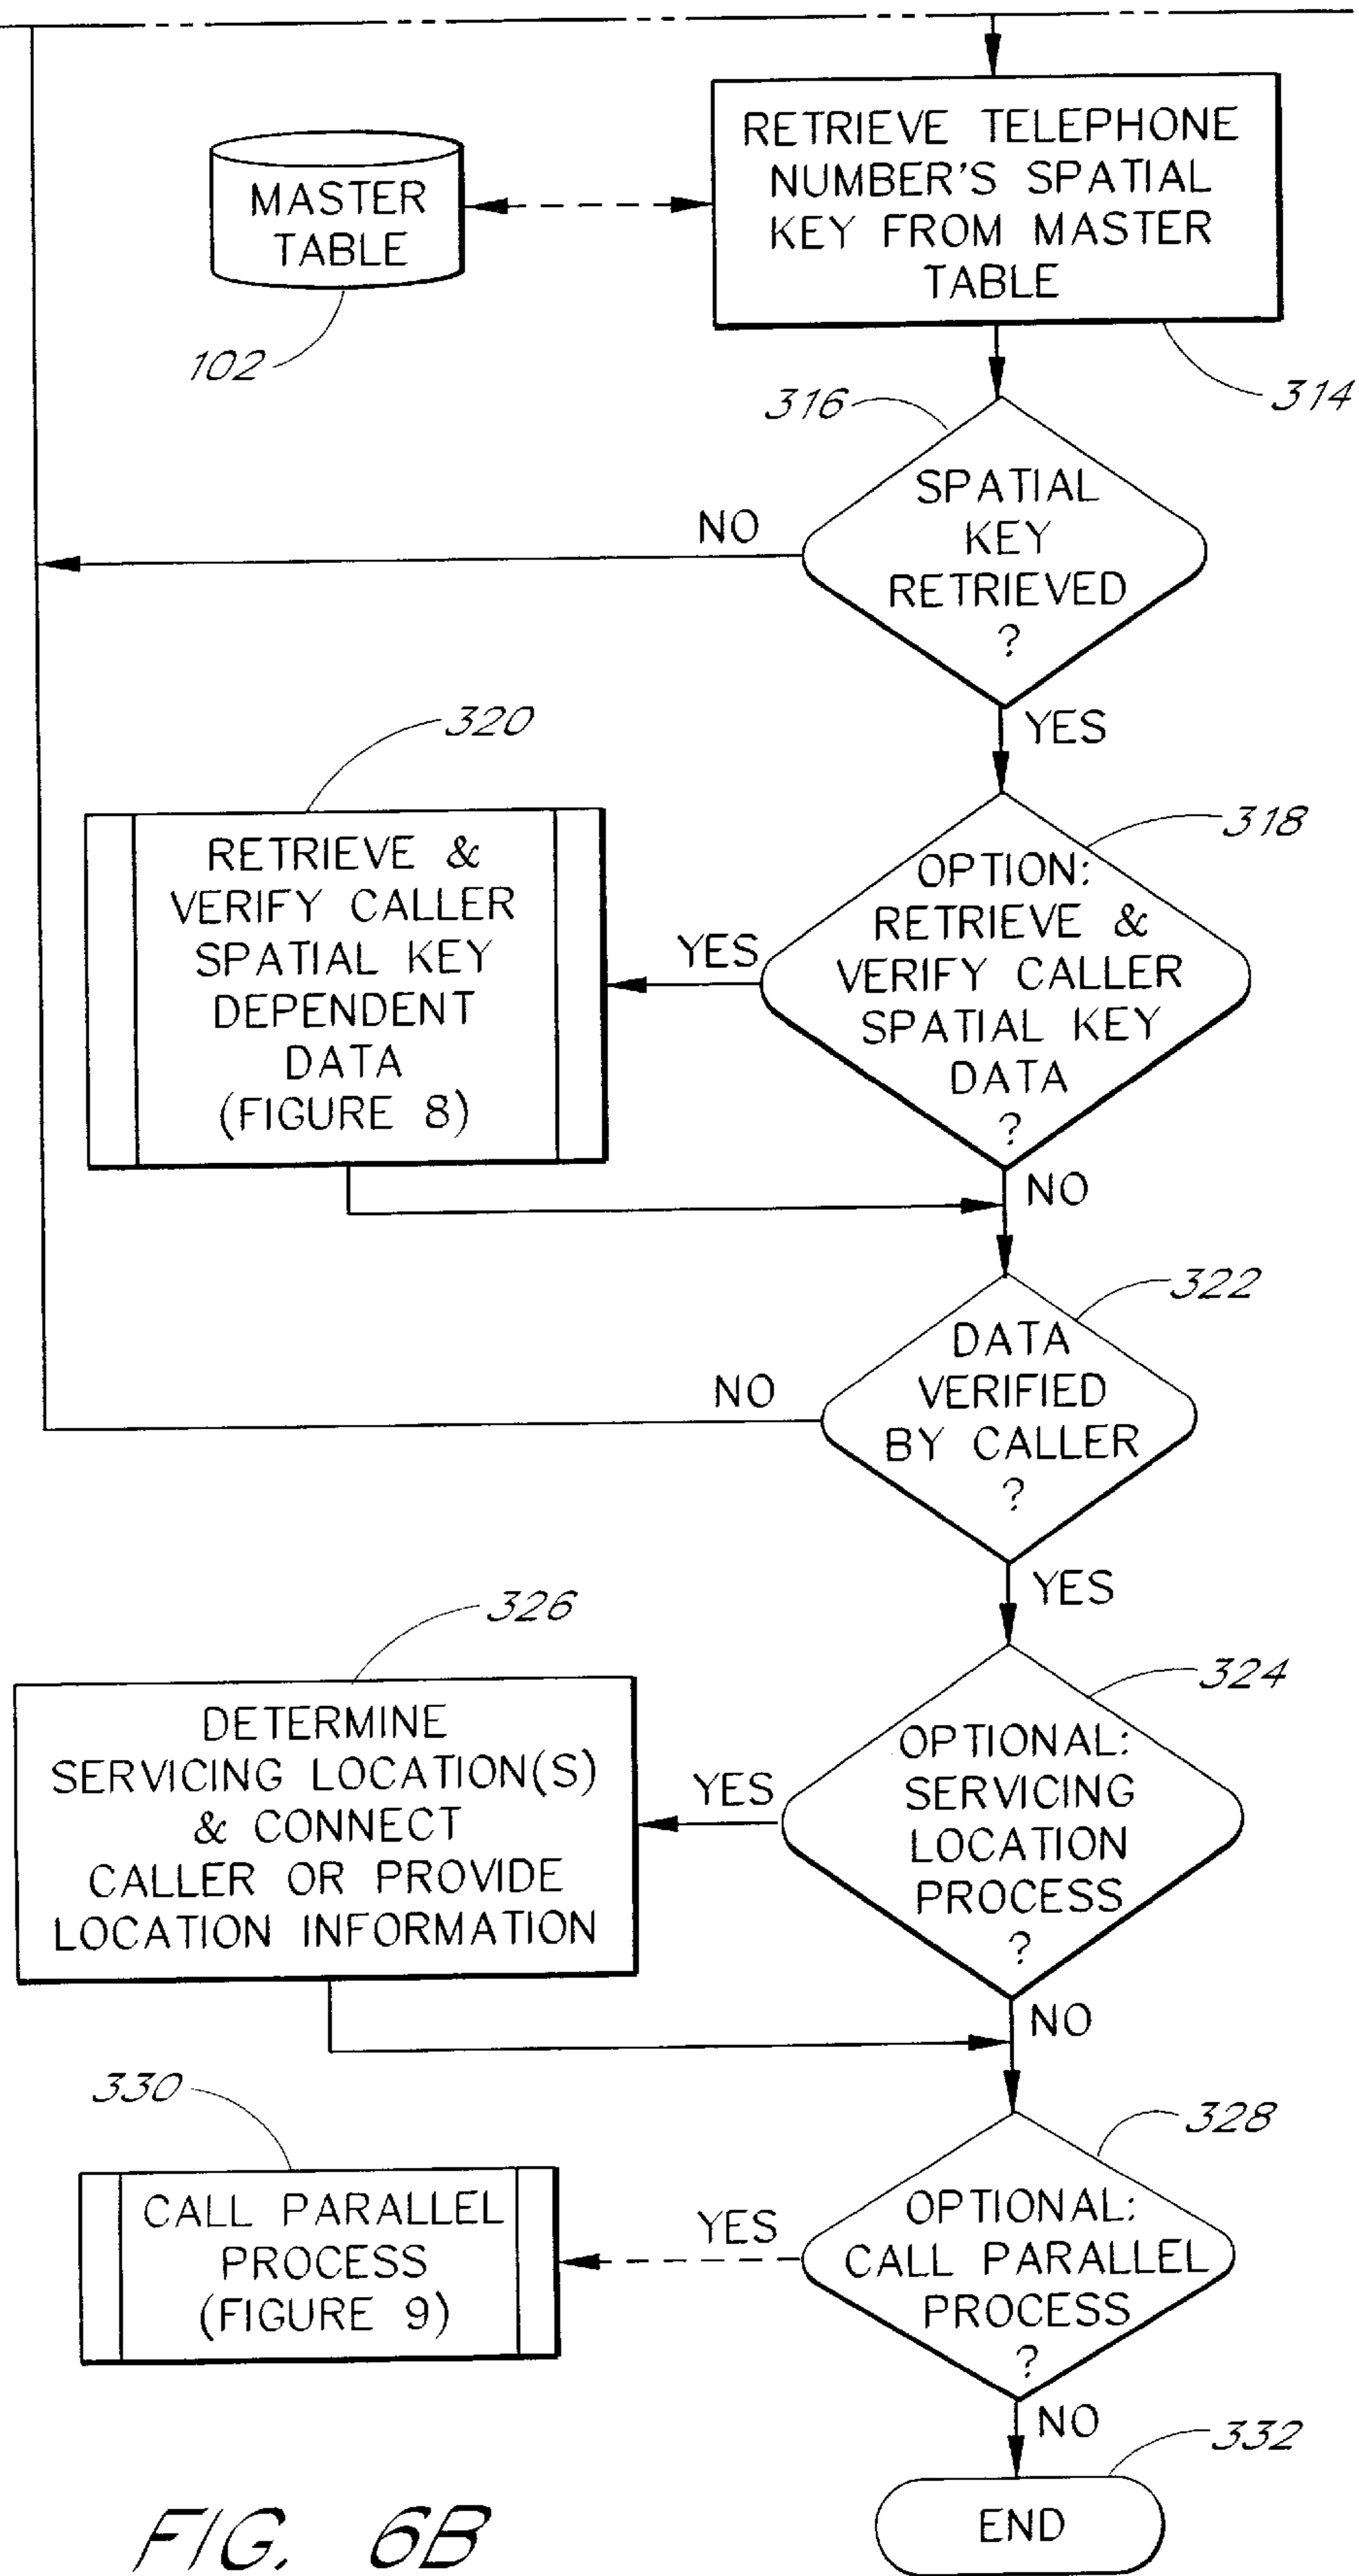 RETRIEVE TELEPHONE
NUMBER'S SPATIAL
KEY FROM MASTER
TABLE
MASTER
TABLE
102
314
316
SPATIAL
KEY
RETRIEVED
?
NO
YES
320
318
RETRIEVE &
VERIFY CALLER
SPATIAL KEY
DEPENDENT
DATA
(FIGURE 8)
YES
OPTION:
RETRIEVE &
VERIFY CALLER
SPATIAL KEY
DATA
?
NO
322
DATA
VERIFIED
BY CALLER
?
NO
YES
326
324
DETERMINE
SERVICING LOCATION(S)
& CONNECT
CALLER OR PROVIDE
LOCATION INFORMATION
YES
OPTIONAL:
SERVICING
LOCATION
PROCESS
?
NO
330
328
CALL PARALLEL
PROCESS
(FIGURE 9)
YES
OPTIONAL:
CALL PARALLEL
PROCESS
?
NO
332
END
FIG. 6B